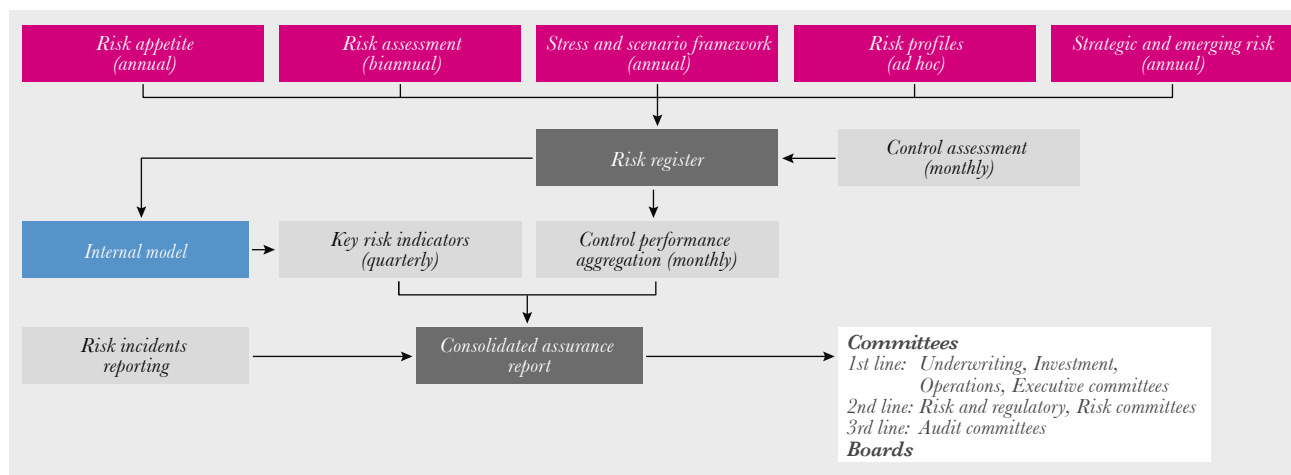 Risk appetite
(annual)
Risk assessment
(biannual)
Stress and scenario framework
(annual)
Risk profiles
(ad hoc)
Strategic and emerging risk
(annual)
Risk register
Control assessment
(monthly)
Internal model
Key risk indicators
(quarterly)
Control performance
aggregation (monthly)
Risk incidents
reporting
Consolidated assurance
report
Committees
1st line: Underwriting, Investment,
Operations, Executive committees
2nd line: Risk and regulatory, Risk committees
3rd line: Audit committees
Boards